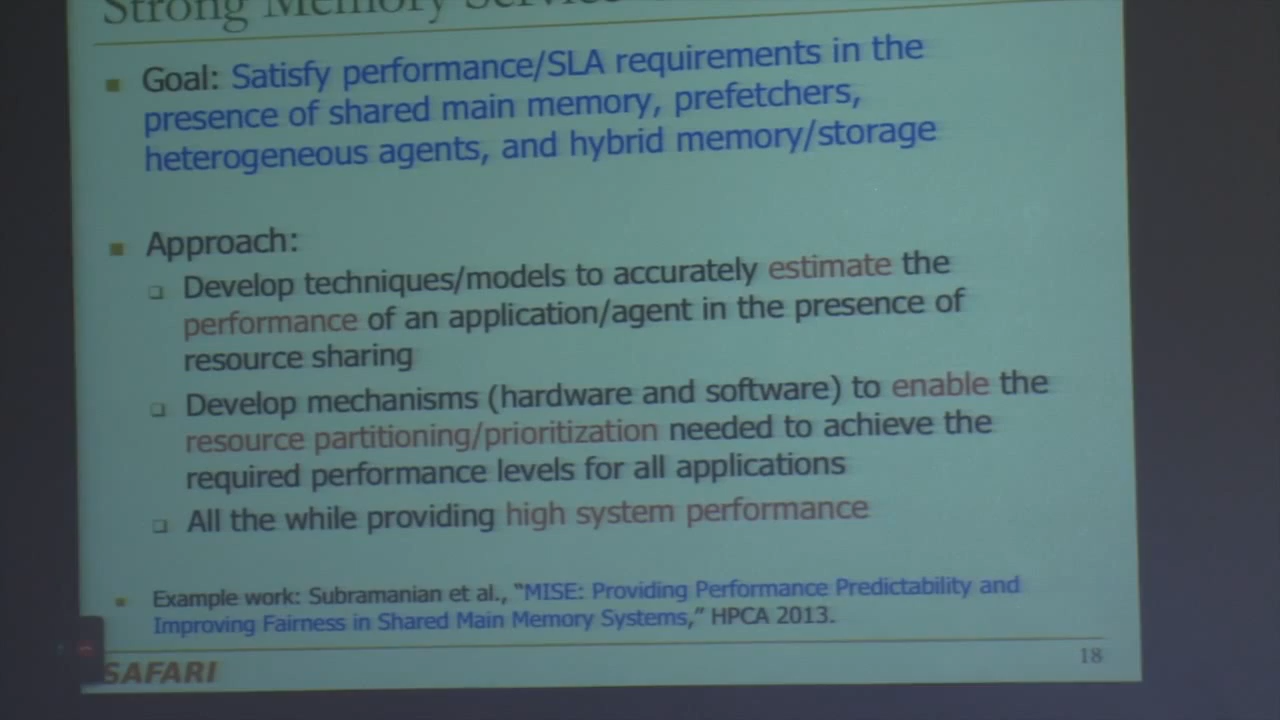 Strong Memory Service
Goal: Satisfy performance/SLA requirements in the
presence of shared main memory, prefetchers,
heterogeneous agents, and hybrid memory/storage
Approach:
Develop techniques/models to accurately estimate the
performance of an application/agent in the presence of
resource sharing
Develop mechanisms (hardware and software) to enable the
resource partitioning/prioritization needed to achieve the
required performance levels for all applications
All the while providing high system performance
Example work: Subramanian et al., “MISE: Providing Performance Predictability and
Improving Fairness in Shared Main Memory Systems,” HPCA 2013.
SAFARI
18